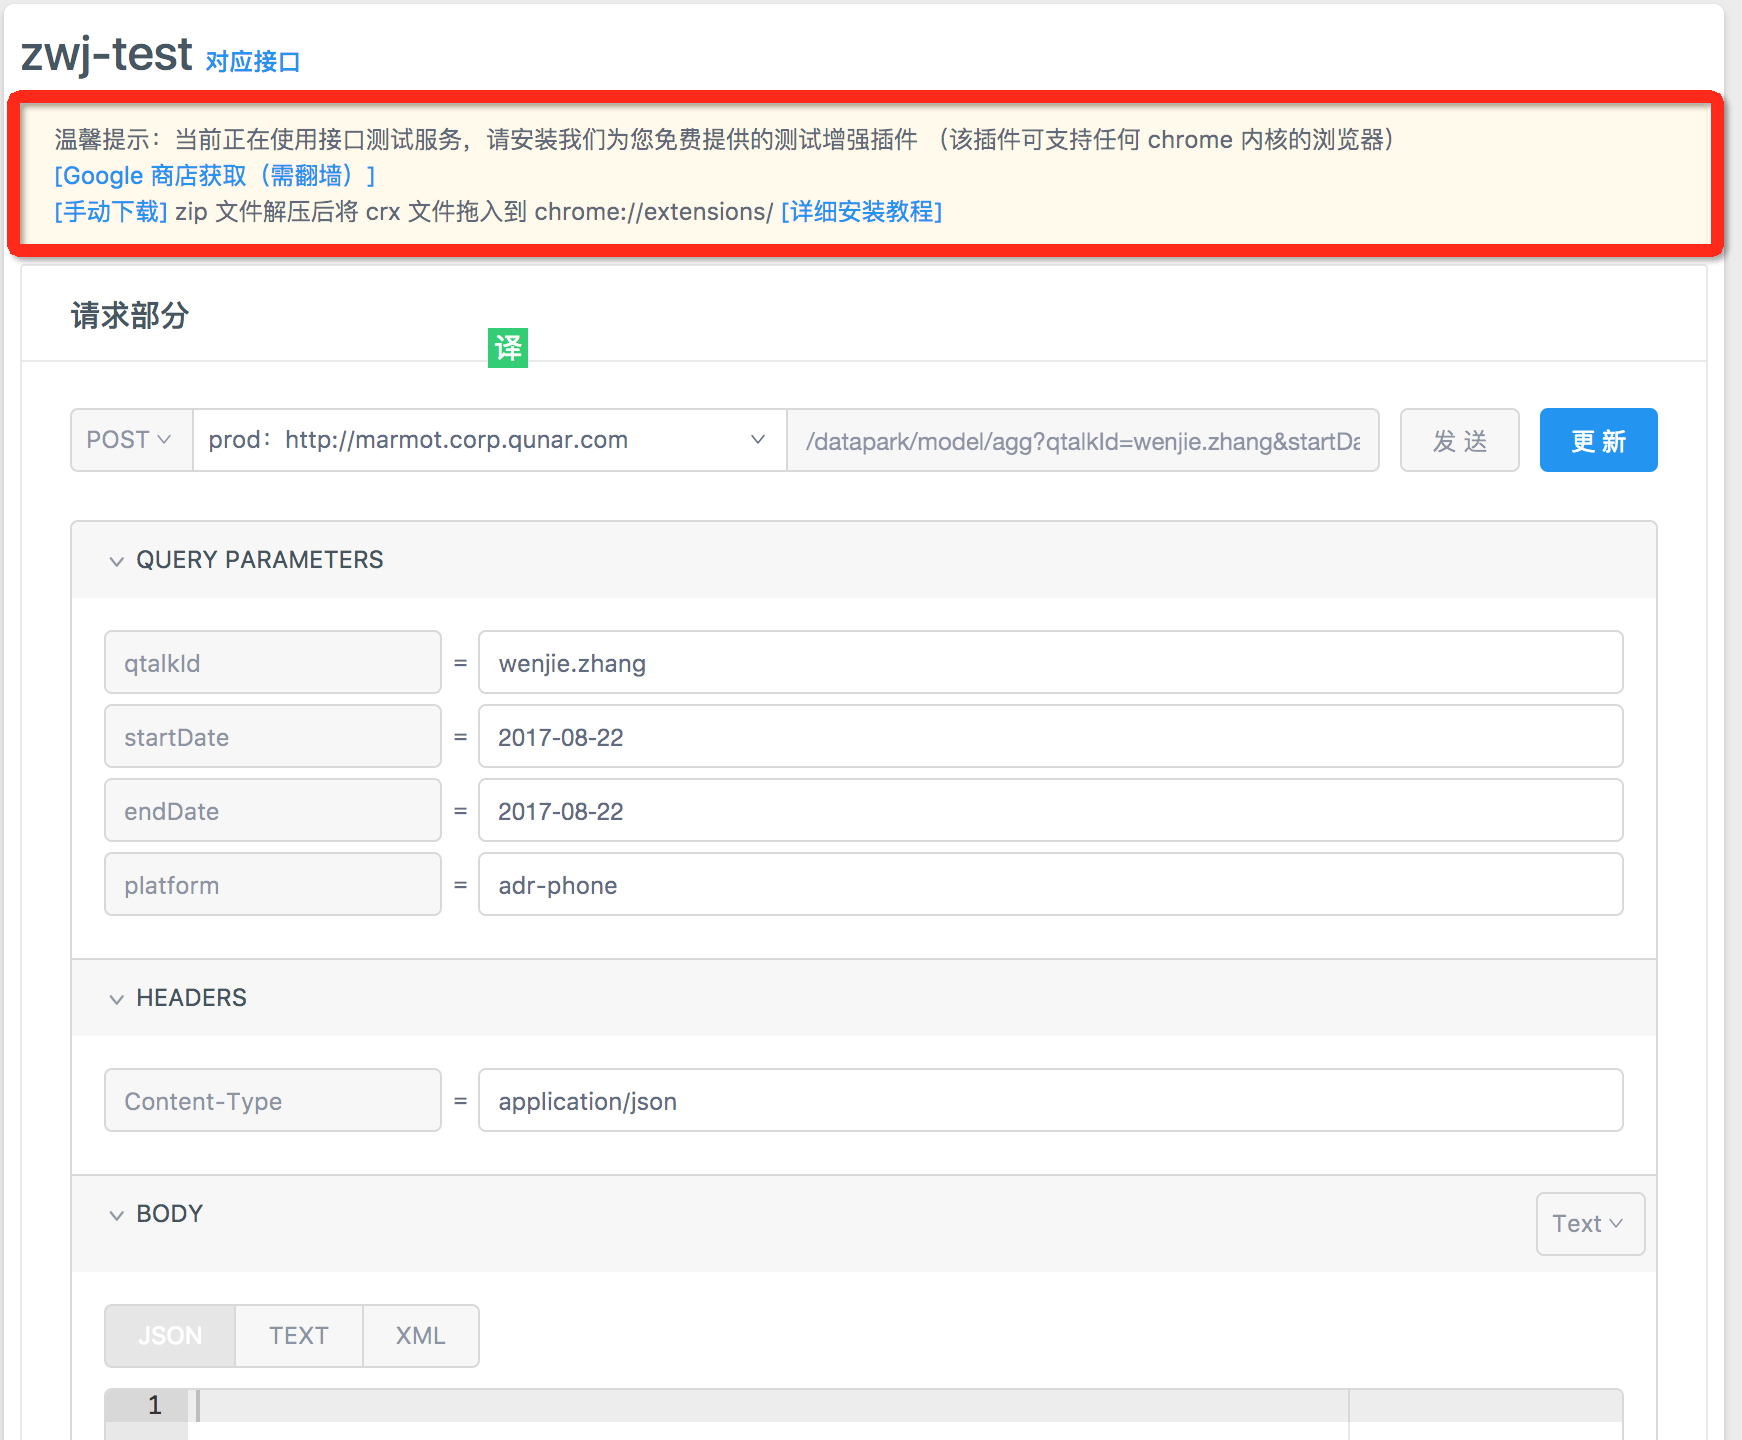 zwj-test 对应接口
温馨提示：当前正在使用接口测试服务，请安装我们为您免费提供的测试增强插件 （该插件可支持任何 chrome 内核的浏览器）
[Google 商店获取（需翻墙）]
[手动下载] zip 文件解压后将 crx 文件拖入到 chrome://extensions/ [详细安装教程]
请求部分
译
POST prod：http://marmot.corp.qunar.com /datapark/model/agg?qtalkId=wenjie.zhang&startDa 发 送 更 新
QUERY PARAMETERS
qtalkId = wenjie.zhang
startDate = 2017-08-22
endDate = 2017-08-22
platform = adr-phone
HEADERS
Content-Type = application/json
BODY
Text
JSON TEXT XML
1